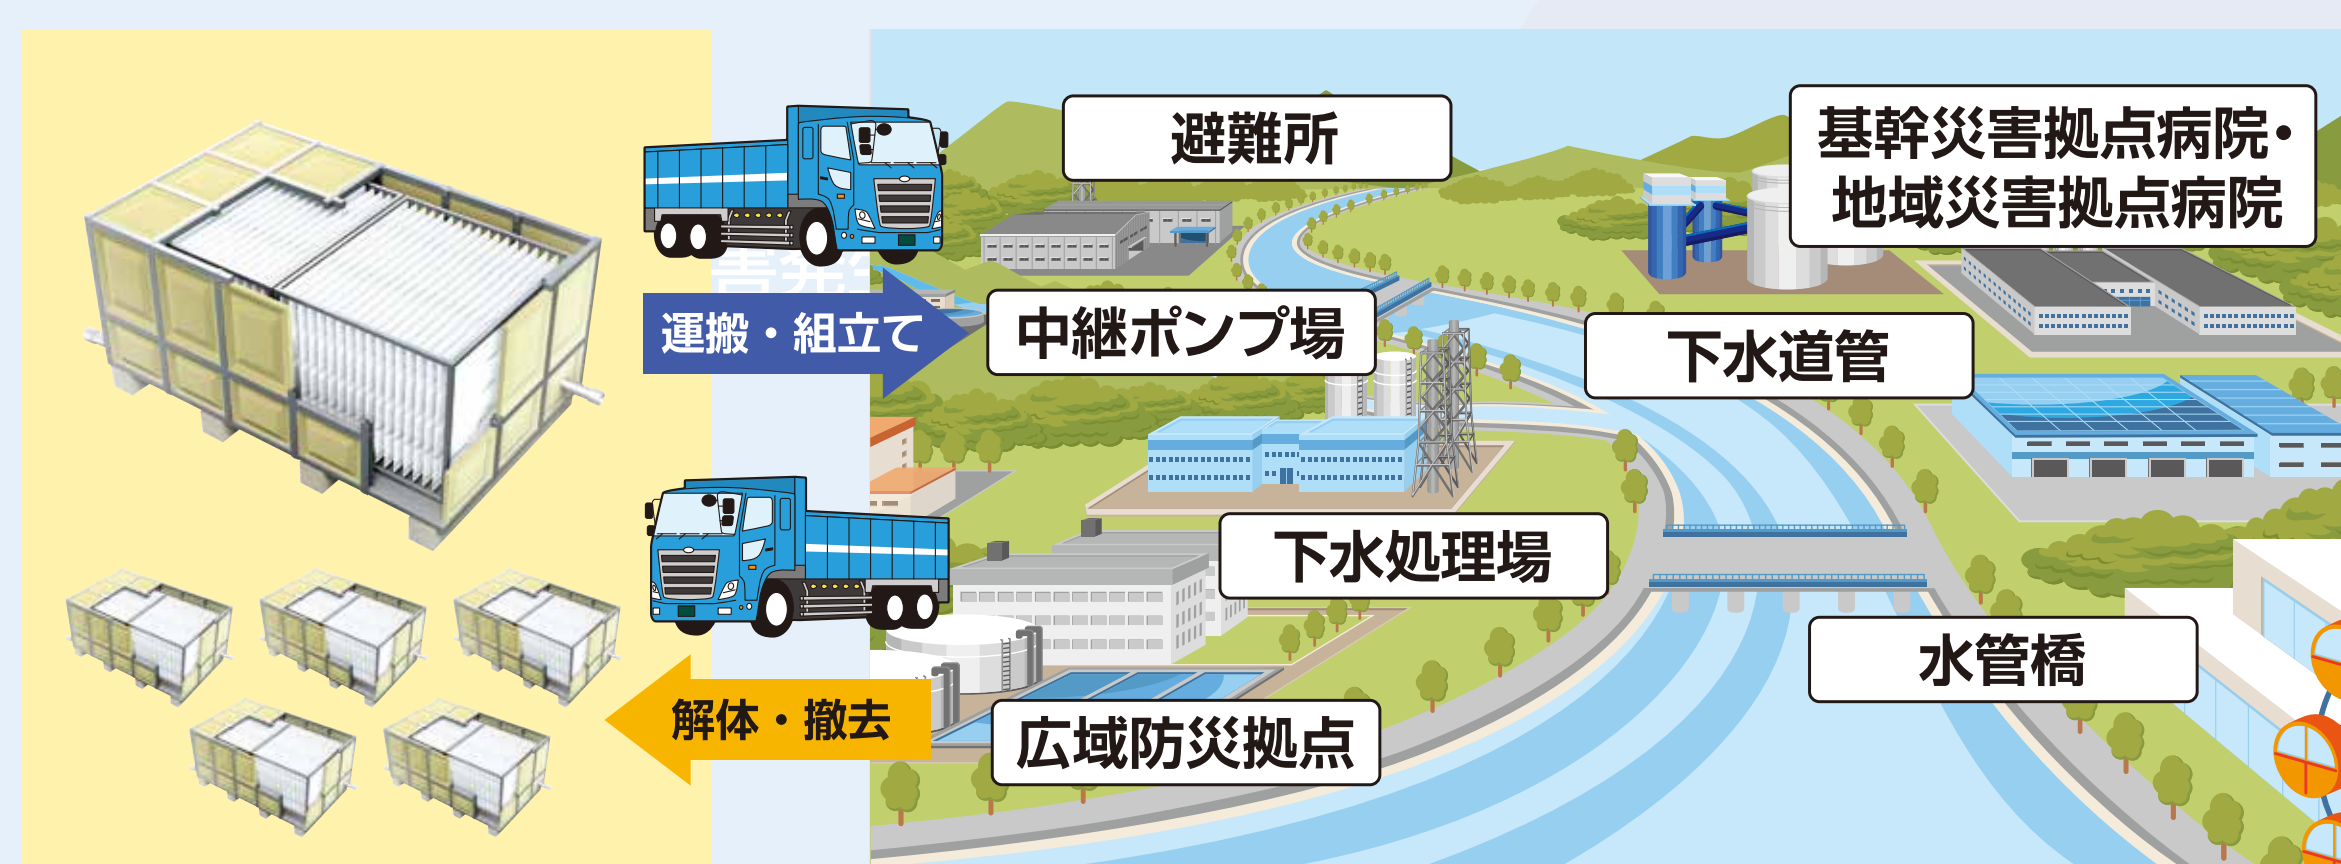 避難所
基幹災害拠点病院・
地域災害拠点病院
運搬・組立て
中継ポンプ場
下水道管
下水処理場
水管橋
解体・撤去
広域防災拠点